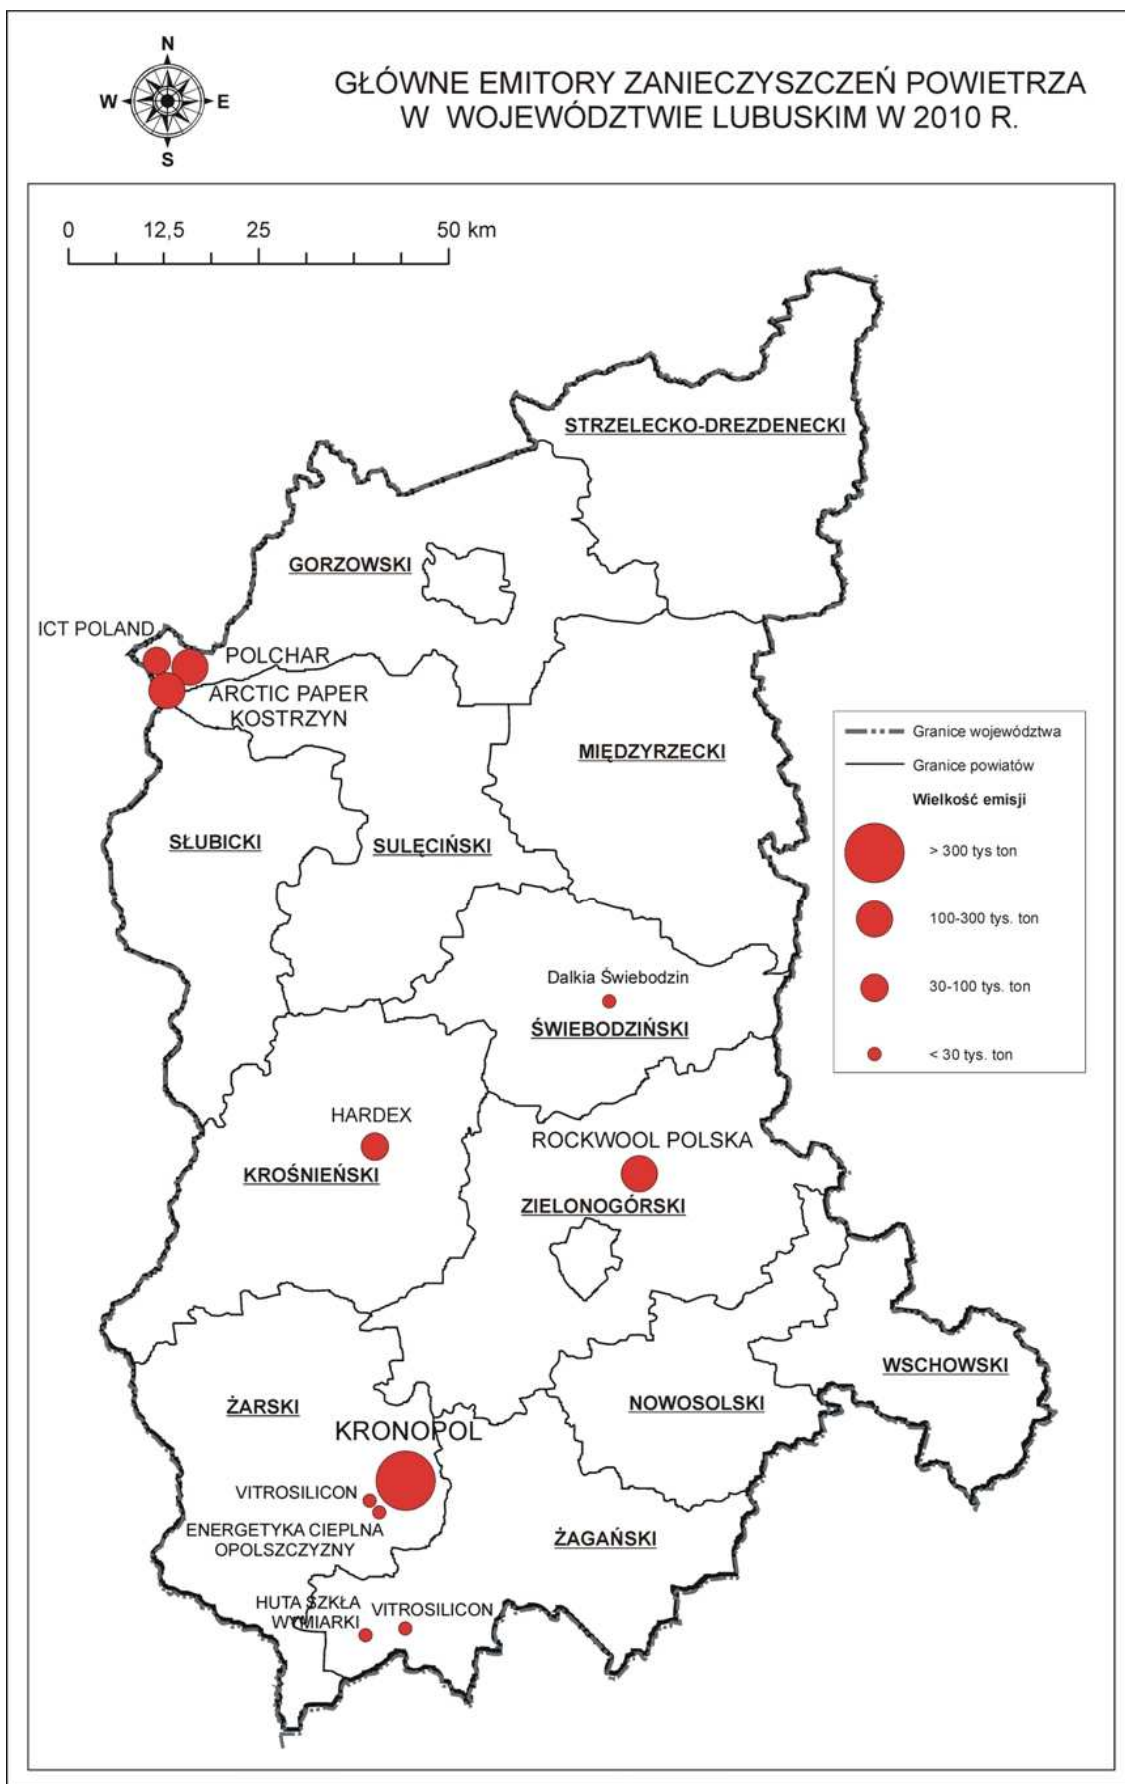 N
W E
S
GŁÓWNE EMITORY ZANIECZYSZCZEŃ POWIETRZA
W WOJEWÓDZTWIE LUBUSKIM W 2010 R.
0 12,5 25 50 km
STRZELECKO-DREZDENECKI
GORZOWSKI
ICT POLAND
POLCHAR
ARCTIC PAPER
KOSTRZYN
MIĘDZYRZECKI
SŁUBICKI
SULĘCIŃSKI
Granice województwa
Granice powiatów
Wielkość emisji
> 300 tys ton
100-300 tys. ton
30-100 tys. ton
< 30 tys. ton
Dalkia Świebodzin
ŚWIEBODZIŃSKI
HARDEX
KROŚNIEŃSKI
ROCKWOOL POLSKA
ZIELONOGÓRSKI
WSCHOWSKI
NOWOSOLSKI
ŻARSKI
KRONOPOL
VITROSILICON
ENERGETYKA CIEPLNA
OPOLSZCZYZNY
ŻAGAŃSKI
HUTA SZKŁA
WYMIARKI
VITROSILICON